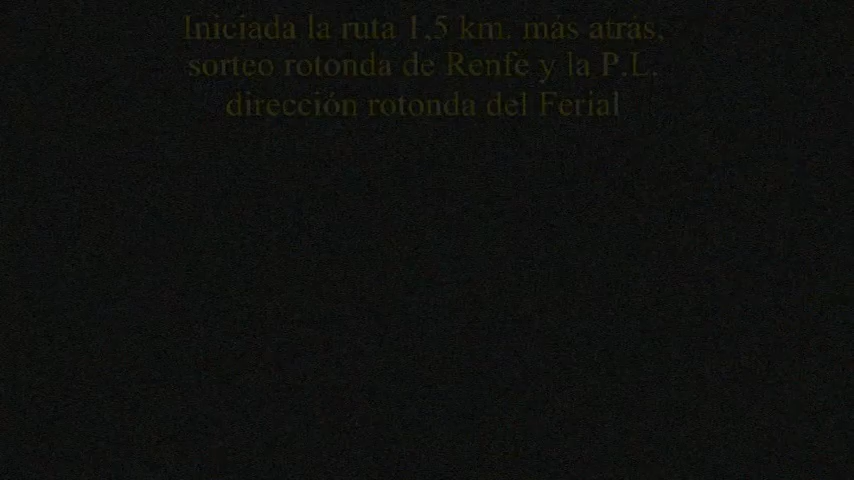 Iniciada la ruta 1,5 km. más atrás,
sorteo rotonda de Renfe y la P.L.
dirección rotonda del Ferial